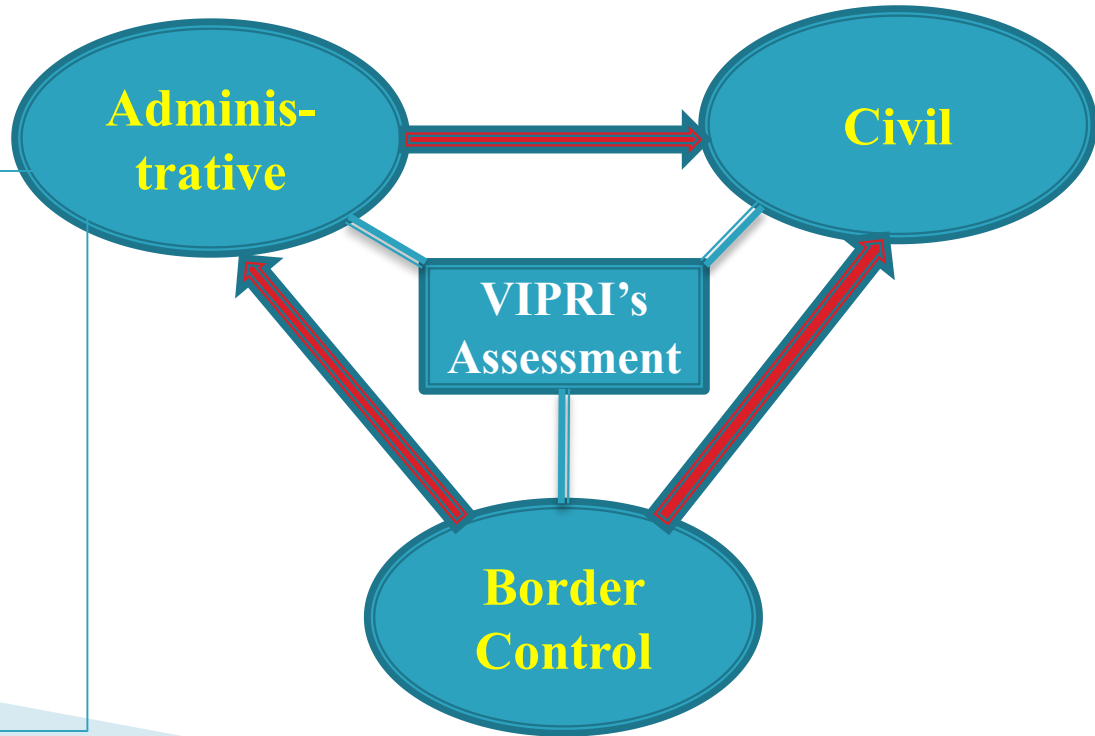 Adminis-
trative
Civil
VIPRI’s
Assessment
Border
Control